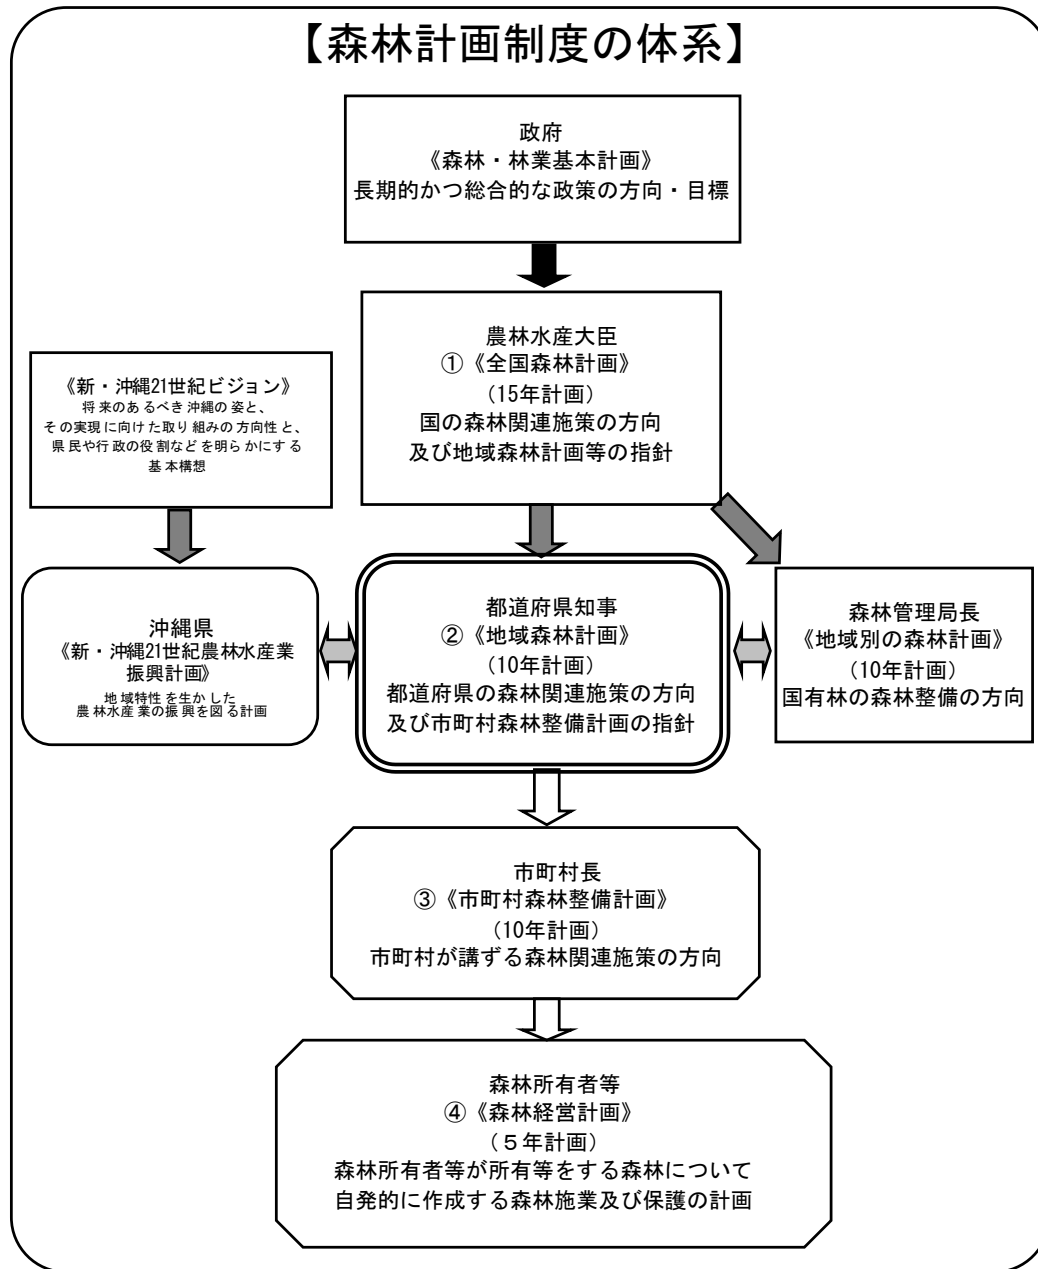 【森林計画制度の体系】
政府
《森林・林業基本計画》
長期的かつ総合的な政策の方向・目標
農林水産大臣
①《全国森林計画》
(15年計画)
国の森林関連施策の方向
及び地域森林計画等の指針
《新・沖縄21世紀ビジョン》
将来のあるべき沖縄の姿と、
その実現に向けた取り組みの方向性と、
県民や行政の役割などを明らかにする
基本構想
沖縄県
《新・沖縄21世紀農林水産業
振興計画》
地域特性を生かした
農林水産業の振興を図る計画
都道府県知事
②《地域森林計画》
(10年計画)
都道府県の森林関連施策の方向
及び市町村森林整備計画の指針
森林管理局長
《地域別の森林計画》
(10年計画)
国有林の森林整備の方向
市町村長
③《市町村森林整備計画》
(10年計画)
市町村が講ずる森林関連施策の方向
森林所有者等
④《森林経営計画》
(５年計画)
森林所有者等が所有等をする森林について
自発的に作成する森林施業及び保護の計画